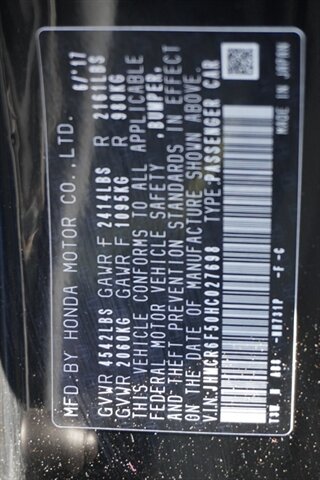 MFD BY HONDA MOTOR CO.,LTD. 6/'17
GVWR 4542LBS GAWR F 2414LBS R 2161LBS
GVWR 2060KG GAWR F 1095KG R 980KG
THIS VEHICLE CONFORMS TO ALL APPLICABLE
FEDERAL MOTOR VEHICLE SAFETY , BUMPER,
AND THEFT PREVENTION STANDARDS IN EFFECT
ON THE DATE OF MANUFACTURE SHOWN ABOVE.
V.I.N: TYPE:PASSENGER CAR
-NH731P -F -C MADE IN JAPAN